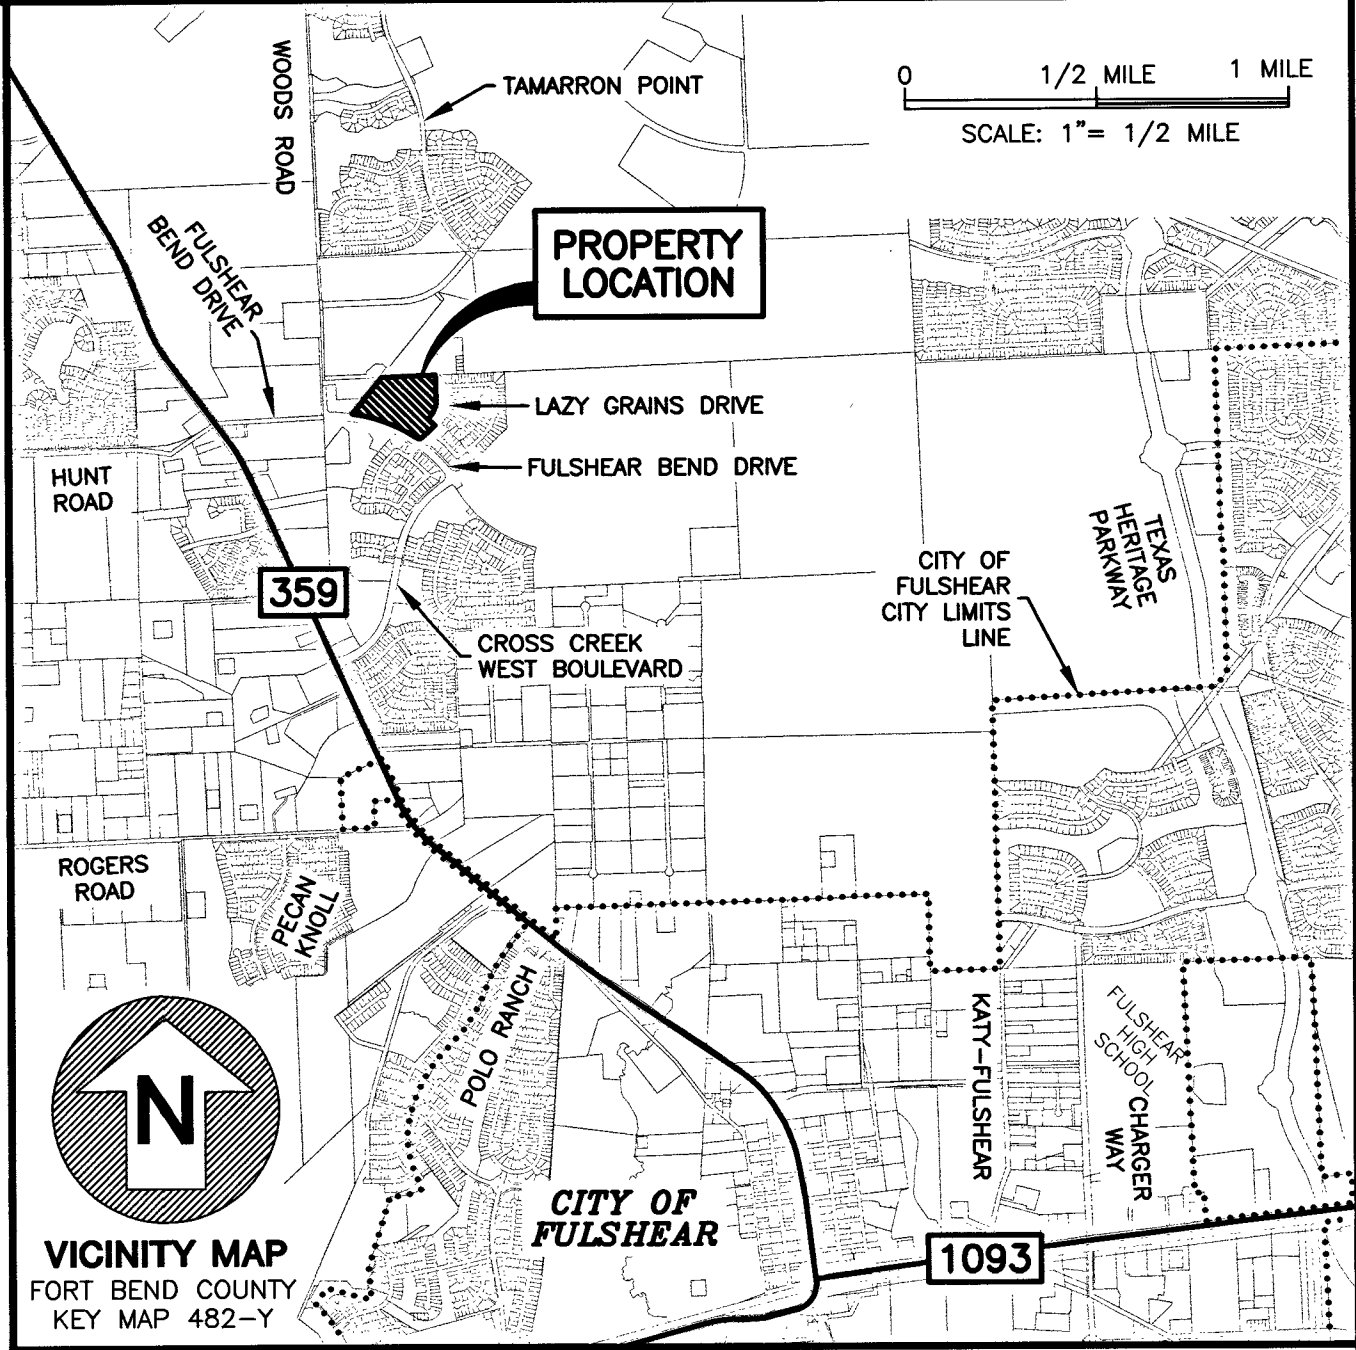 WOODS ROAD
TAMARRON POINT
0 1/2 MILE 1 MILE
SCALE: 1"= 1/2 MILE
FULSHEAR
BEND DRIVE
PROPERTY
LOCATION
LAZY GRAINS DRIVE
FULSHEAR BEND DRIVE
HUNT
ROAD
TEXAS
HERITAGE
PARKWAY
CITY OF
FULSHEAR
CITY LIMITS
LINE
359
CROSS CREEK
WEST BOULEVARD
ROGERS
ROAD
PECAN
KNOLL
POLO RANCH
KATY-FULSHEAR
FULSHEAR
HIGH
SCHOOL
CHARGER
WAY
N
CITY OF
FULSHEAR
1093
VICINITY MAP
FORT BEND COUNTY
KEY MAP 482-Y